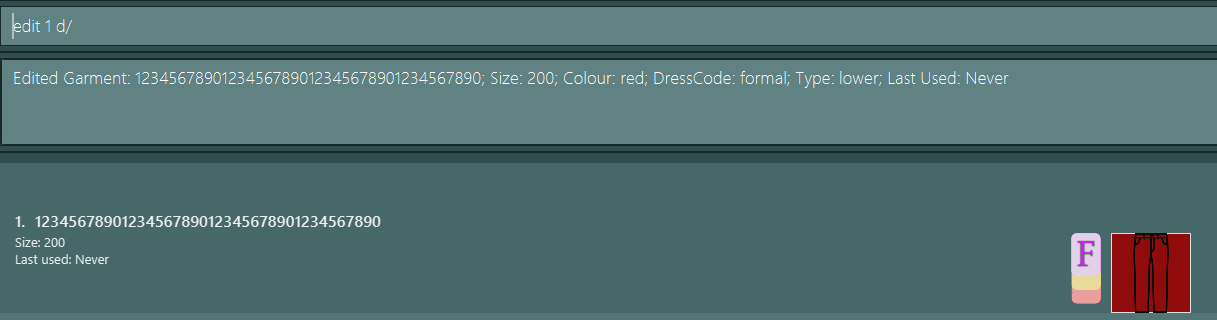 edit 1 d/
Edited Garment: 1234567890123456789012345678901234567890; Size: 200; Colour: red; DressCode: formal; Type: lower; Last Used: Never
1. 1234567890123456789012345678901234567890
Size: 200
Last used: Never
F